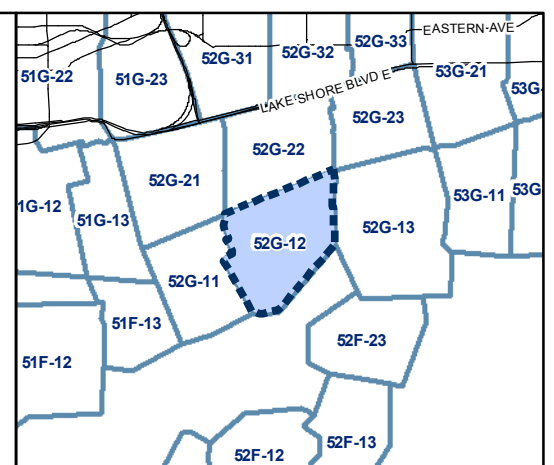 EASTERN AVE
52G-33
52G-32
52G-31
51G-22
51G-23
53G-21
LAKE SHORE BLVD E
53G-
52G-23
52G-22
52G-21
53G-11
53G
1G-12
51G-13
52G-13
52G-12
52G-11
51F-13
52F-23
51F-12
52F-13
52F-12